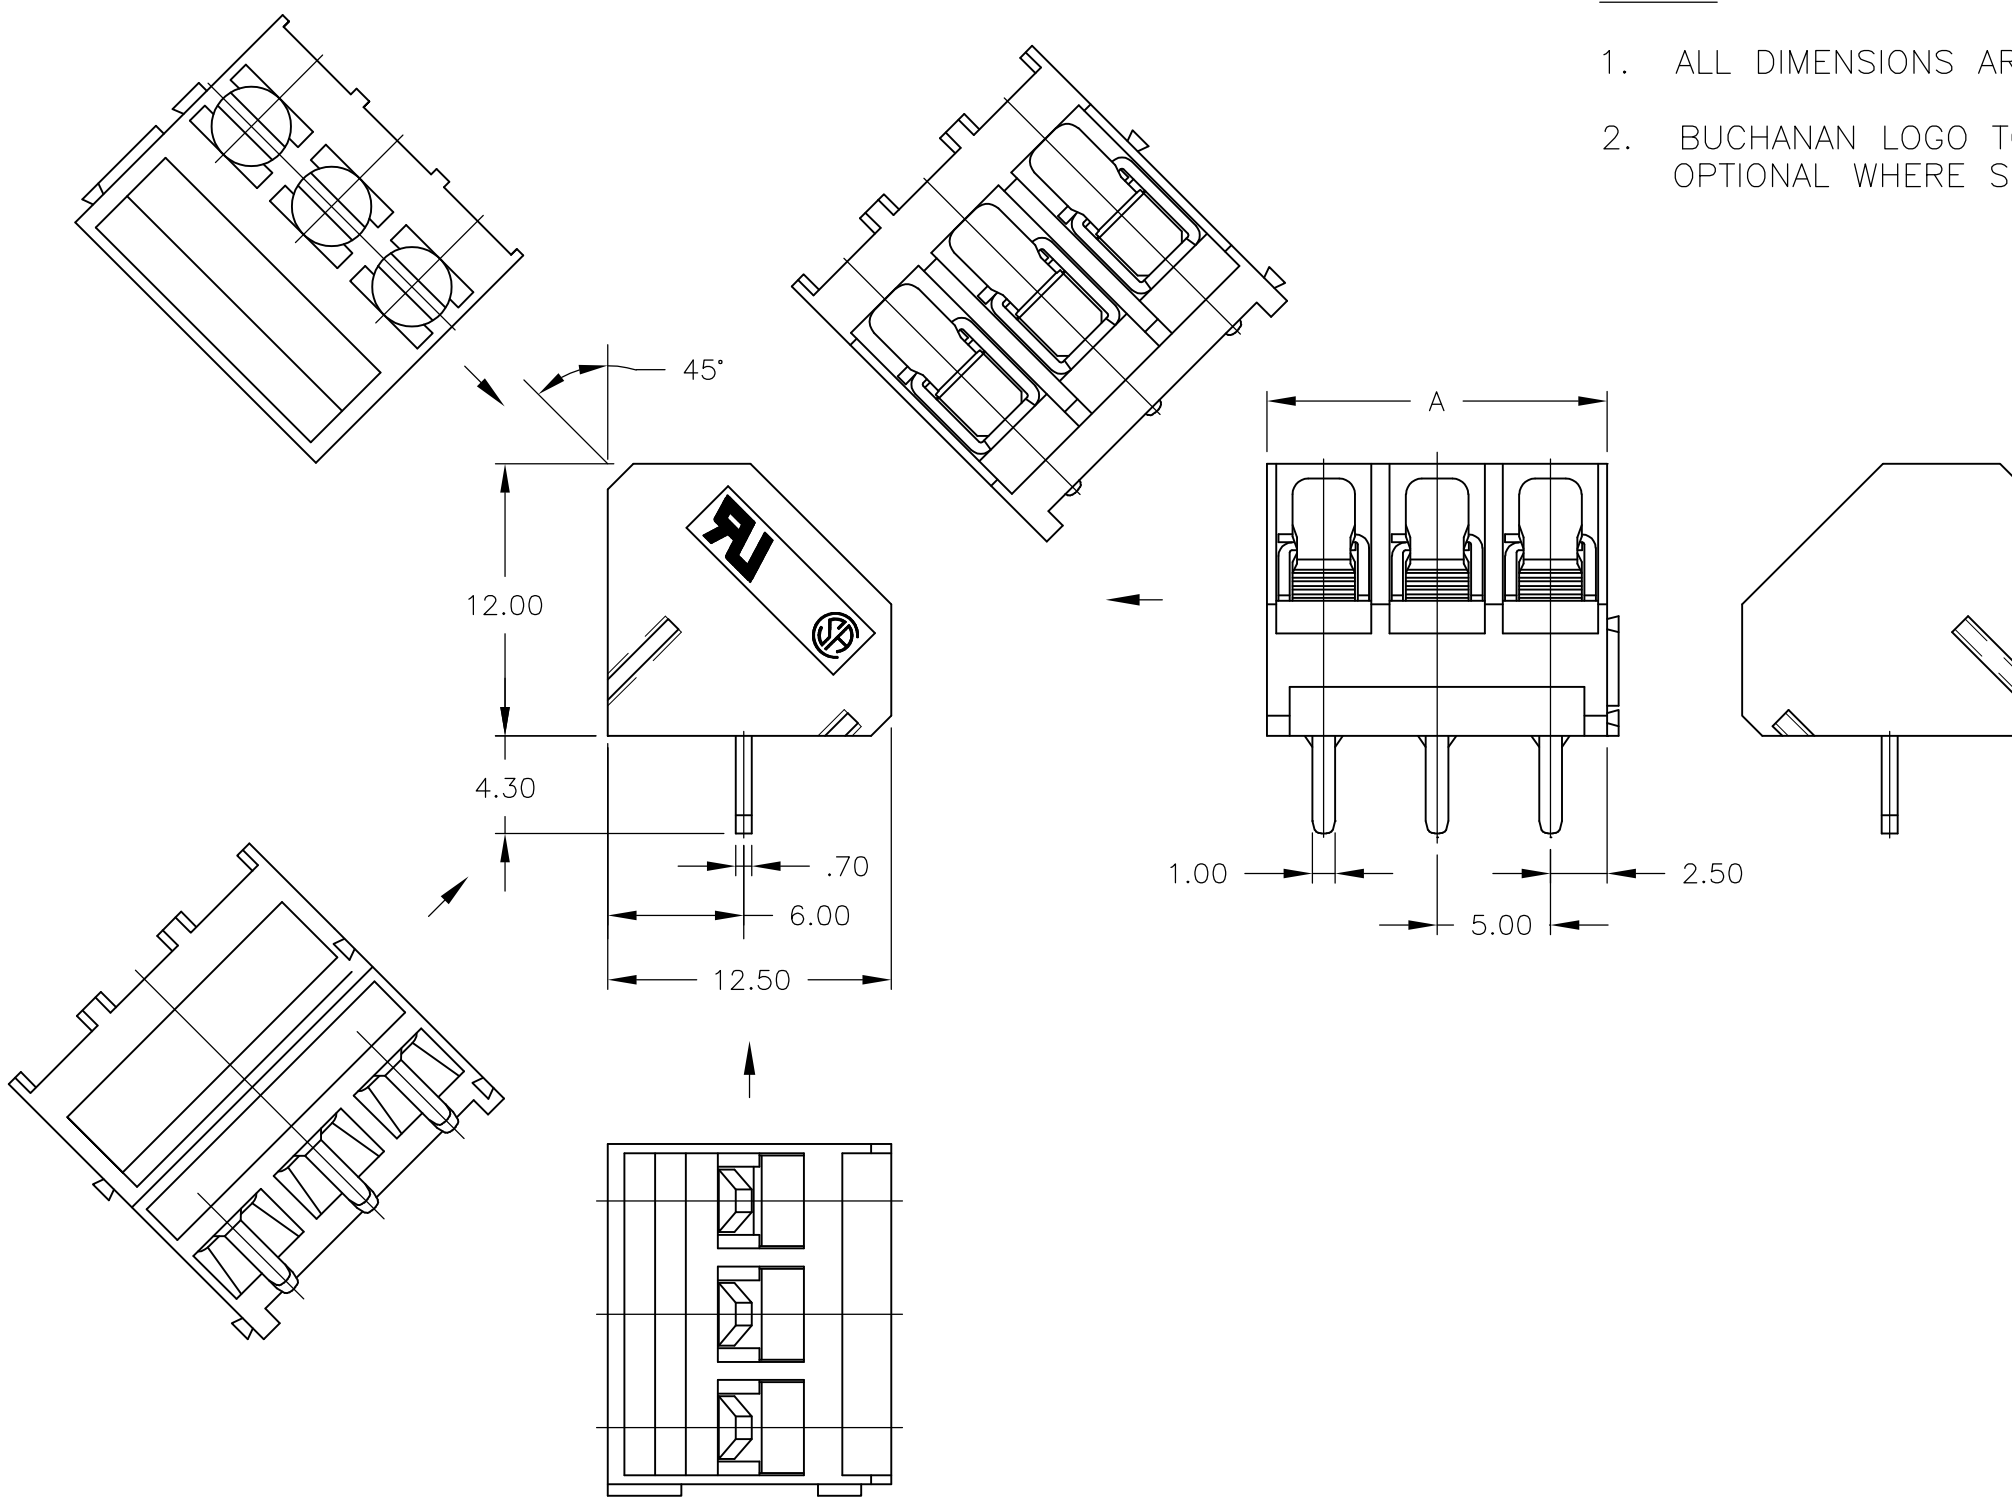 1. ALL DIMENSIONS AR
2. BUCHANAN LOGO TO
OPTIONAL WHERE S
45°
A
12.00
4.30
.70
6.00
12.50
1.00
2.50
5.00